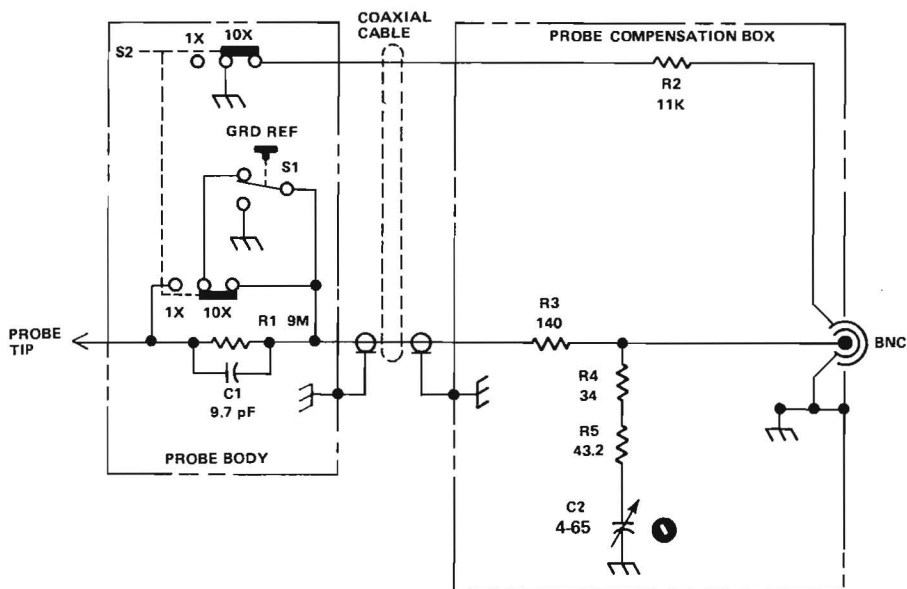 COAXIAL
CABLE
1X
10X
S2
PROBE COMPENSATION BOX
R2
11K
GRD REF
S1
1X
10X
R1 9M
PROBE
TIP
C1
9.7 pF
R3
140
BNC
R4
34
R5
43.2
C2
4-65
PROBE BODY